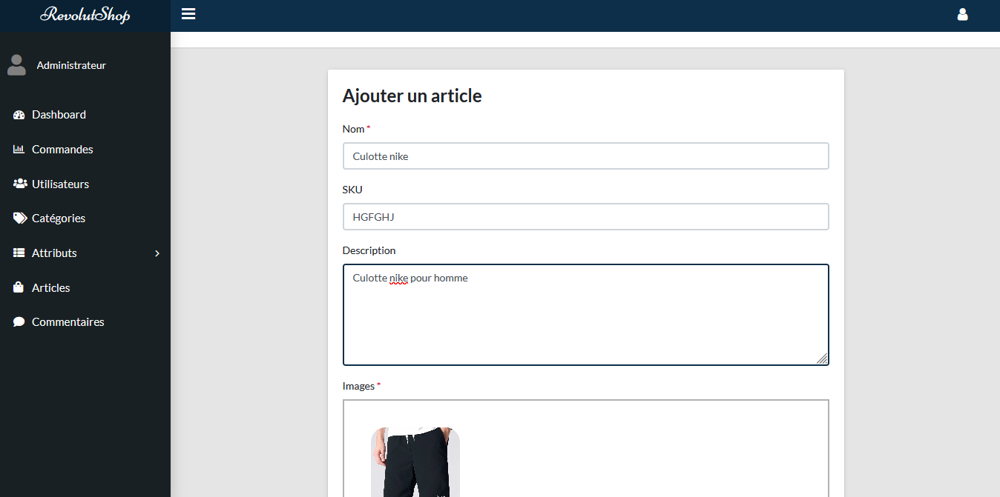 RevolutShop
Administrateur
Dashboard
Commandes
Utilisateurs
Catégories
Attributs
Articles
Commentaires
Ajouter un article
Nom *
Culotte nike
SKU
HGFGHJ
Description
Culotte nike pour homme
Images *